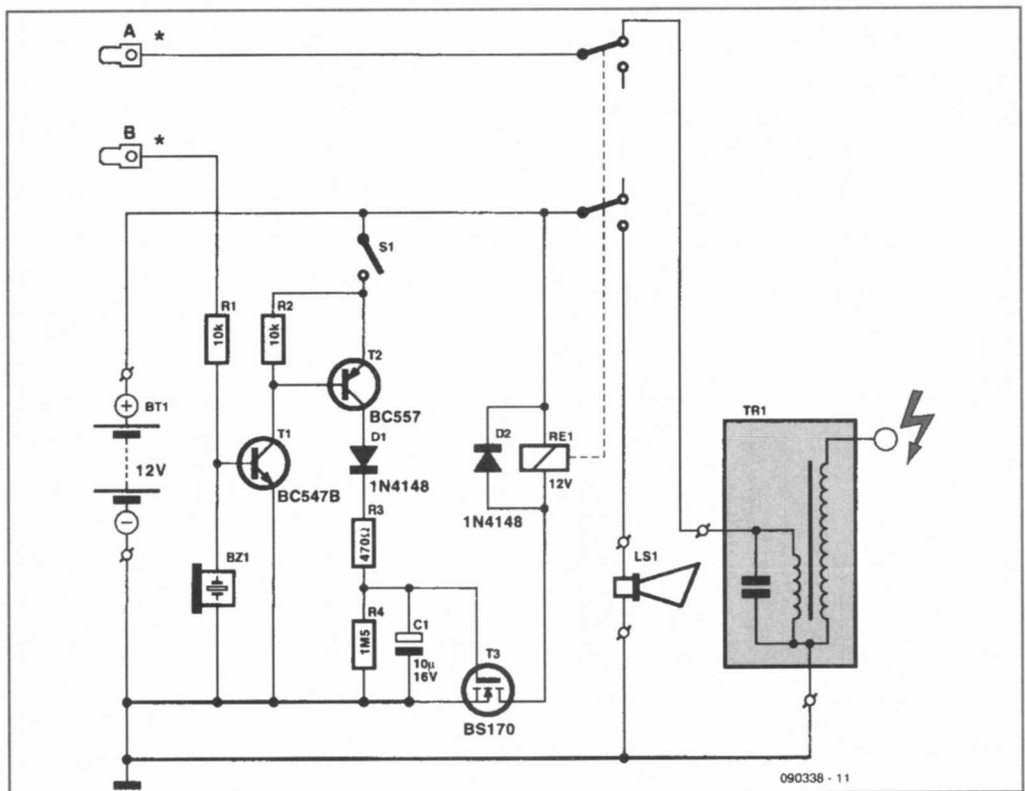 A *
B *
S1
R1
10k
R2
10k
T2
BC557
BT1
12V
T1
BC547B
D1
1N4148
D2
1N4148
RE1
12V
TR1
R3
470Ω
BZ1
LS1
R4
1M5
C1
10µ
16V
T3
BS170
090338 - 11